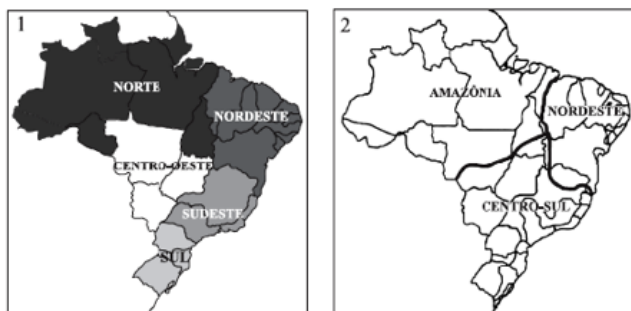 1
NORTE
NORDESTE
CENTRO-OESTE
SUDESTE
SUL
2
AMAZÔNIA
NORDESTE
CENTRO-SUL